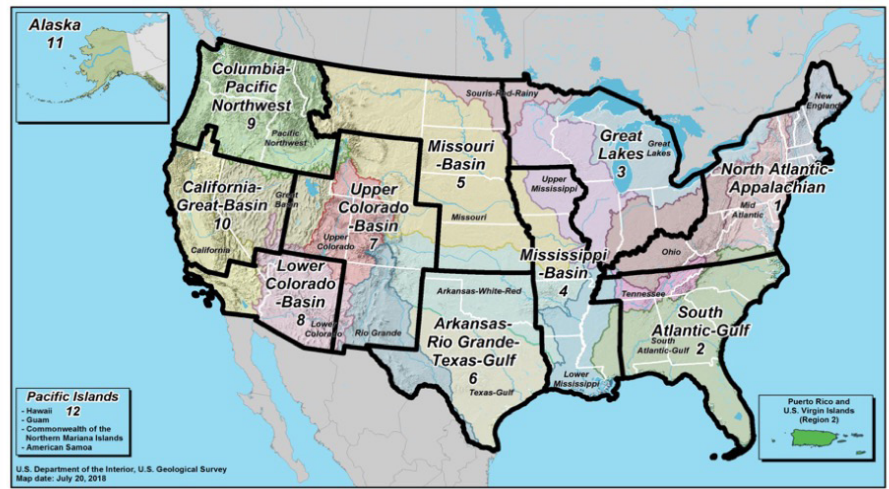 Alaska
11
Columbia-
Pacific
Northwest
9
Pacific
Northwest
Souris-Red-Rainy
New
England
Missouri
-Basin
5
Missouri
Great
Lakes
3
Great
Lakes
North Atlantic-
Appalachian
1
Mid
Atlantic
California-
Great-Basin
10
Great
Basin
California
Upper
Colorado
-Basin
7
Upper
Colorado
Upper
Mississippi
Mississippi
-Basin
4
Ohio
Tennessee
Lower
Colorado
-Basin
8
Lower
Colorado
Rio Grande
Arkansas-White-Red
Arkansas-
Rio Grande-
Texas-Gulf
6
Texas-Gulf
Lower
Mississippi
South
Atlantic-Gulf
2
South
Atlantic-Gulf
Pacific Islands
12
- Hawaii
- Guam
- Commonwealth of the
Northern Mariana Islands
- American Samoa
Puerto Rico and
U.S. Virgin Islands
(Region 2)
U.S. Department of the Interior, U.S. Geological Survey
Map date: July 20, 2018